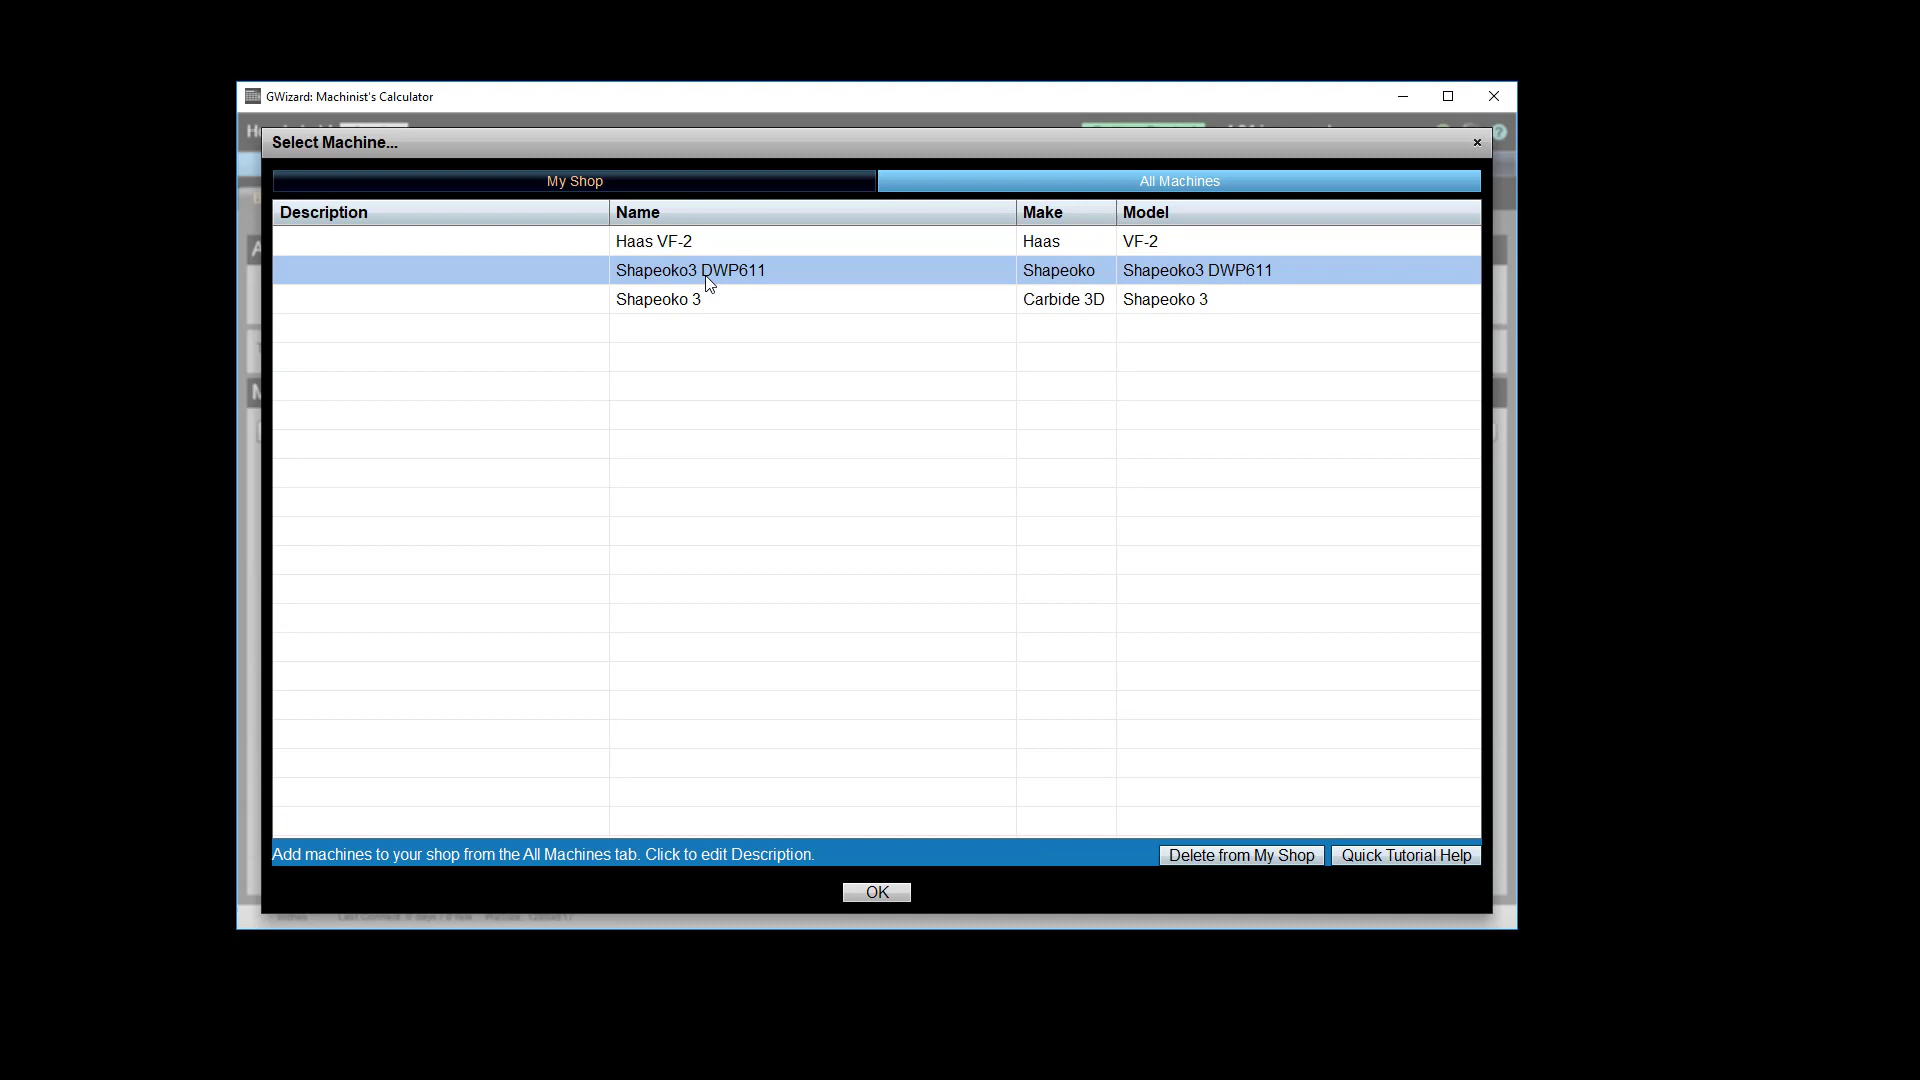 GWizard: Machinist's Calculator
Select Machine...
My Shop All Machines
Description Name Make Model
Haas VF-2 Haas VF-2
Shapeoko3 DWP611 Shapeoko Shapeoko3 DWP611
Shapeoko 3 Carbide 3D Shapeoko 3
Add machines to your shop from the All Machines tab. Click to edit Description. Delete from My Shop Quick Tutorial Help
OK